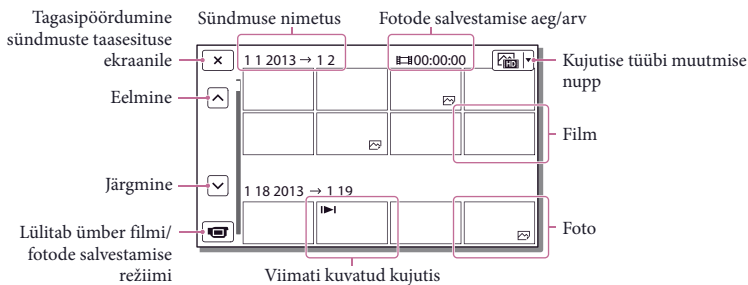 Tagasipöördumine
sündmuste taasesituse
ekraanile
Sündmuse nimetus
Fotode salvestamise aeg/arv
1 1 2013 → 1 2
00:00:00
HD
Kujutise tüübi muutmise
nupp
Eelmine
Film
Järgmine
1 18 2013 → 1 19
Lülitab ümber filmi/
fotode salvestamise
režiimi
Foto
Viimati kuvatud kujutis